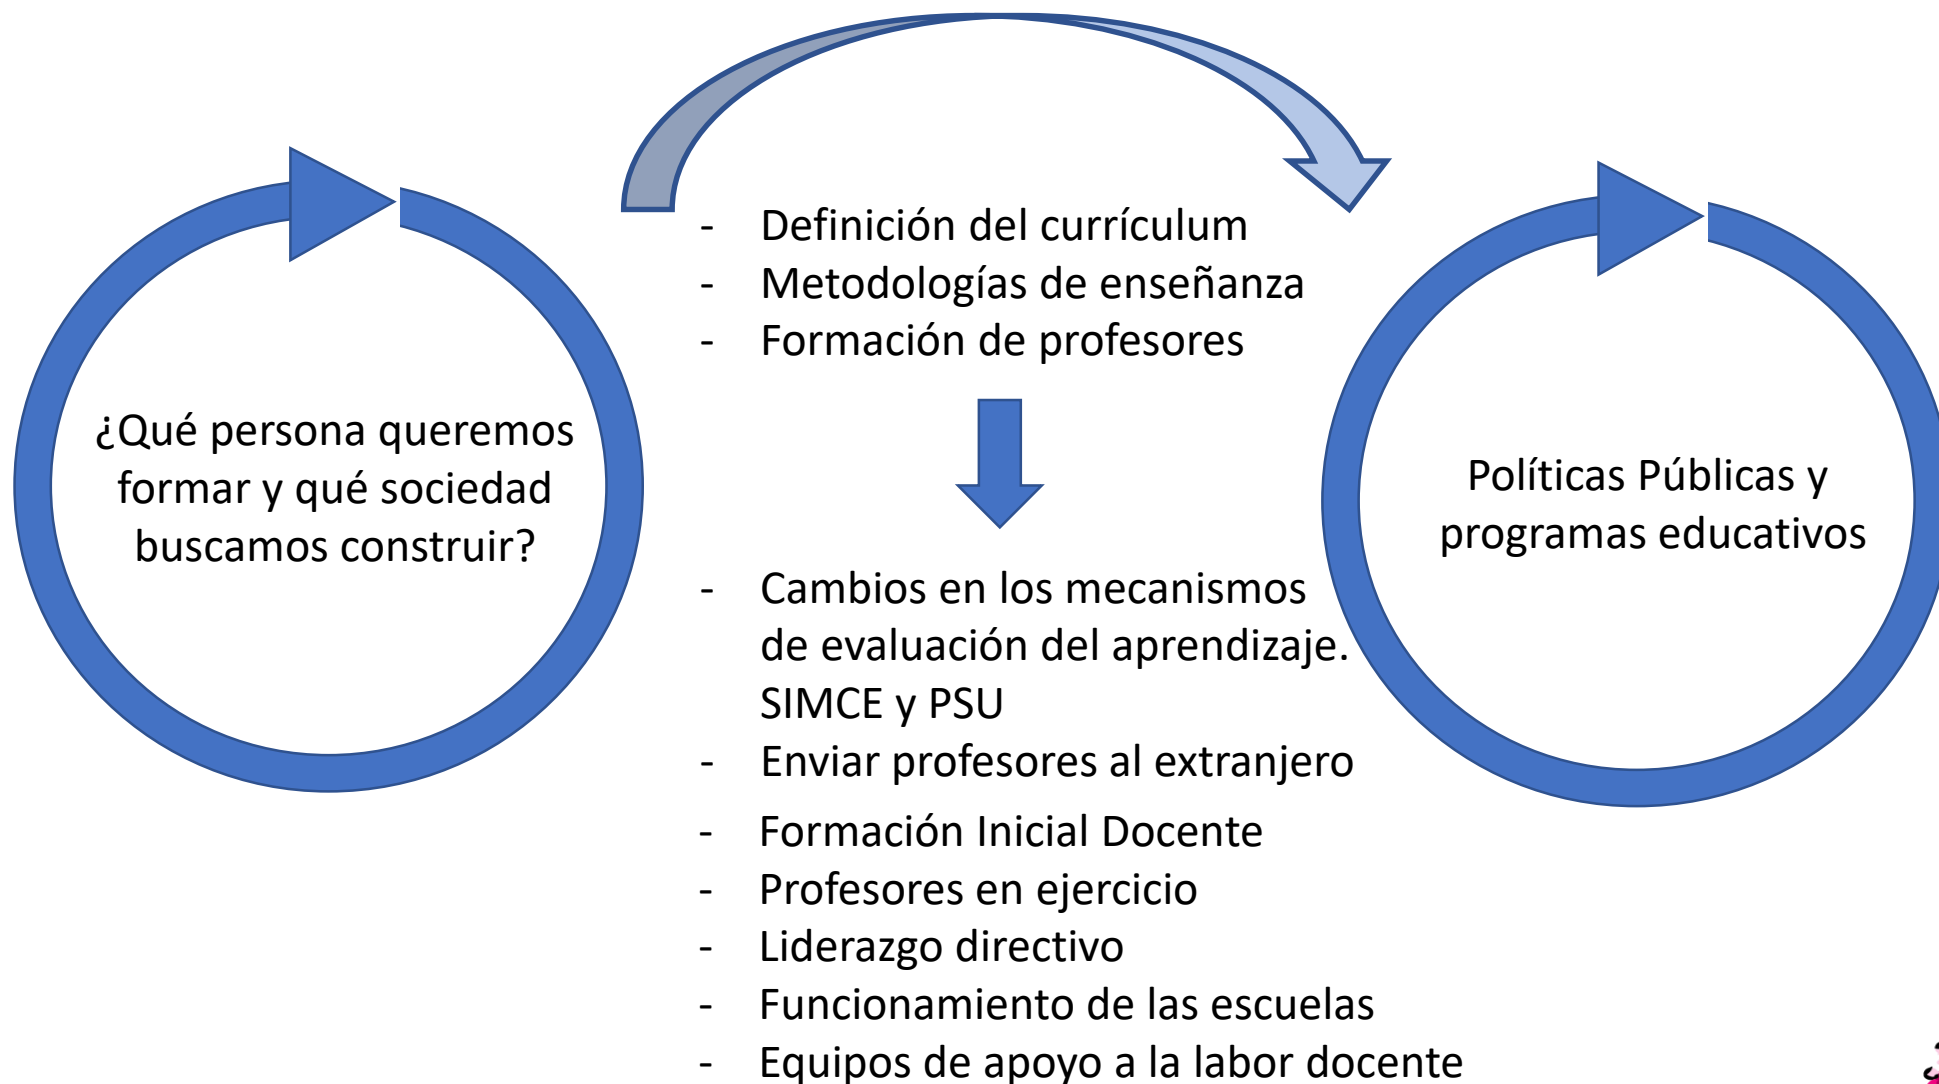 ¿Qué persona queremos
formar y qué sociedad
buscamos construir?
- Definición del currículum
- Metodologías de enseñanza
- Formación de profesores
- Cambios en los mecanismos
de evaluación del aprendizaje.
SIMCE y PSU
- Enviar profesores al extranjero
- Formación Inicial Docente
- Profesores en ejercicio
- Liderazgo directivo
- Funcionamiento de las escuelas
- Equipos de apoyo a la labor docente
Políticas Públicas y
programas educativos